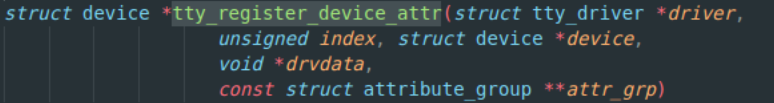 struct device *tty_register_device_attr(struct tty_driver *driver,
unsigned index, struct device *device,
void *drvdata,
const struct attribute_group **attr_grp)